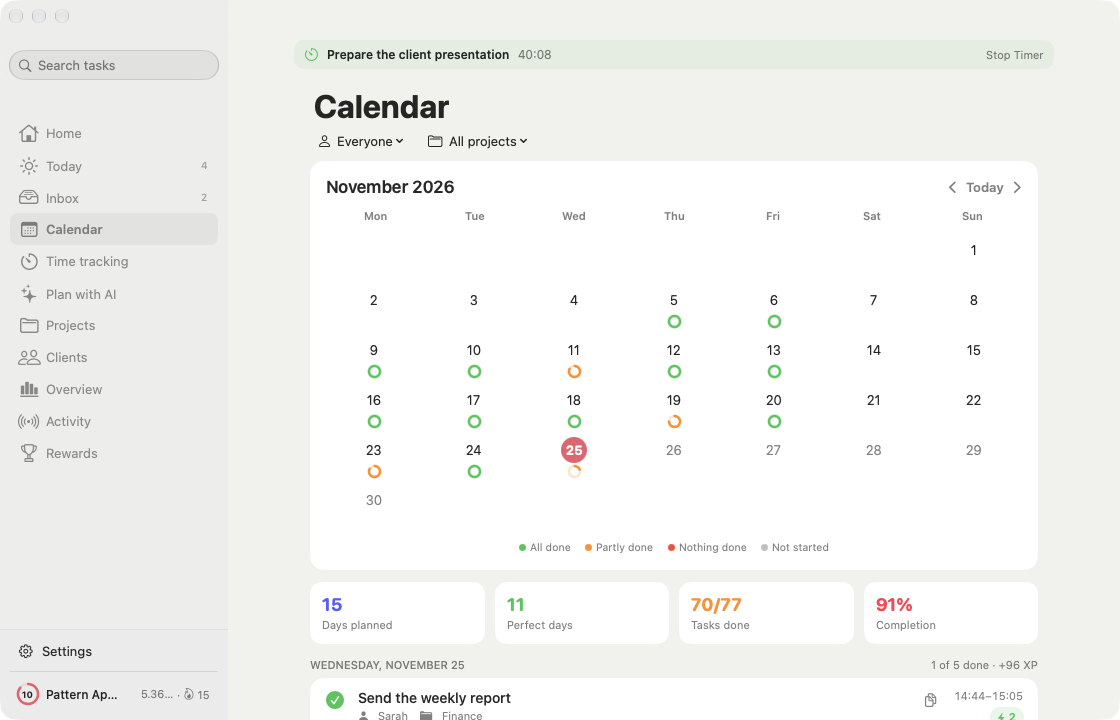 Search tasks
Home
Today 4
Inbox 2
Calendar
Time tracking
Plan with AI
Projects
Clients
Overview
Activity
Rewards
Settings
10 Pattern Ap... 5.36... · 15
Prepare the client presentation 40:08 Stop Timer
Calendar
Everyone All projects
November 2026 Today
Mon Tue Wed Thu Fri Sat Sun
1
2 3 4 5 6 7 8
9 10 11 12 13 14 15
16 17 18 19 20 21 22
23 24 25 26 27 28 29
30
All done Partly done Nothing done Not started
15 11 70/77 91%
Days planned Perfect days Tasks done Completion
WEDNESDAY, NOVEMBER 25 1 of 5 done · +96 XP
Send the weekly report 14:44–15:05
Sarah Finance 2